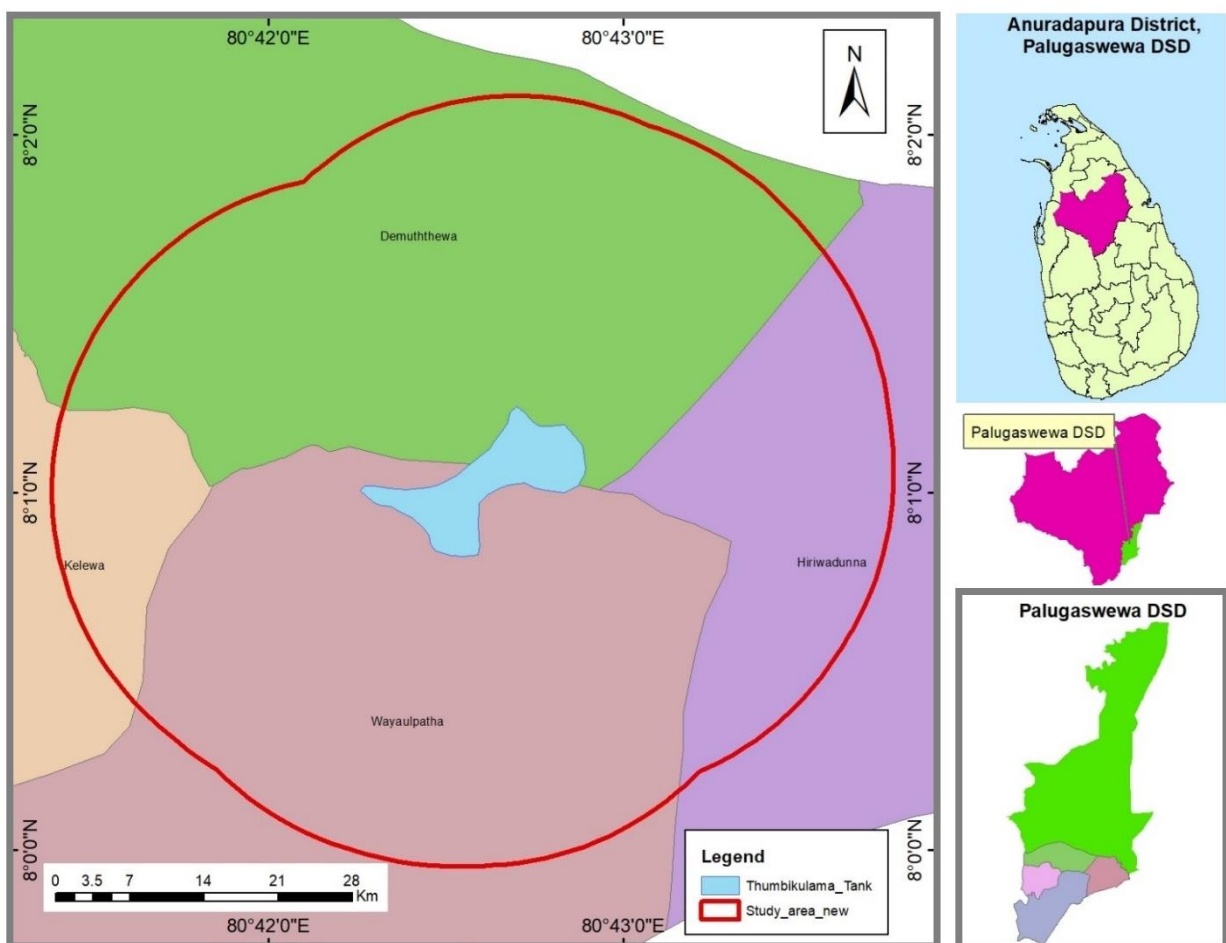 80°42'0"E
80°43'0"E
N
8°2'0"N
8°2'0"N
Demuththewa
8°1'0"N
8°1'0"N
Kelewa
Hiriwadunna
Wayaulpatha
8°0'0"N
8°0'0"N
0 3.5 7 14 21 28
Km
Legend
Thumbikulama_Tank
Study_area_new
80°42'0"E
80°43'0"E
Anuradapura District,
Palugaswewa DSD
Palugaswewa DSD
Palugaswewa DSD